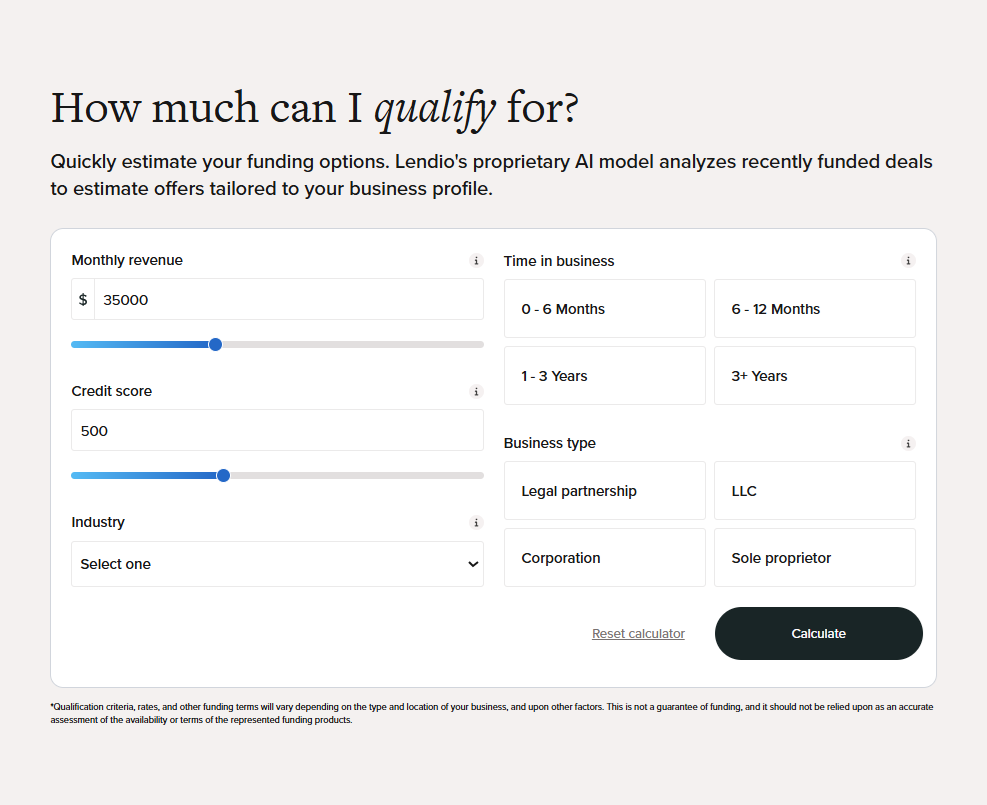 How much can I qualify for?
Quickly estimate your funding options. Lendio's proprietary AI model analyzes recently funded deals
to estimate offers tailored to your business profile.
Monthly revenue
i
$ 35000
Credit score
i
500
Industry
i
Select one
Time in business
i
0 - 6 Months
6 - 12 Months
1 - 3 Years
3+ Years
Business type
i
Legal partnership
LLC
Corporation
Sole proprietor
Reset calculator
Calculate
*Qualification criteria, rates, and other funding terms will vary depending on the type and location of your business, and upon other factors. This is not a guarantee of funding, and it should not be relied upon as an accurate
assessment of the availability or terms of the represented funding products.